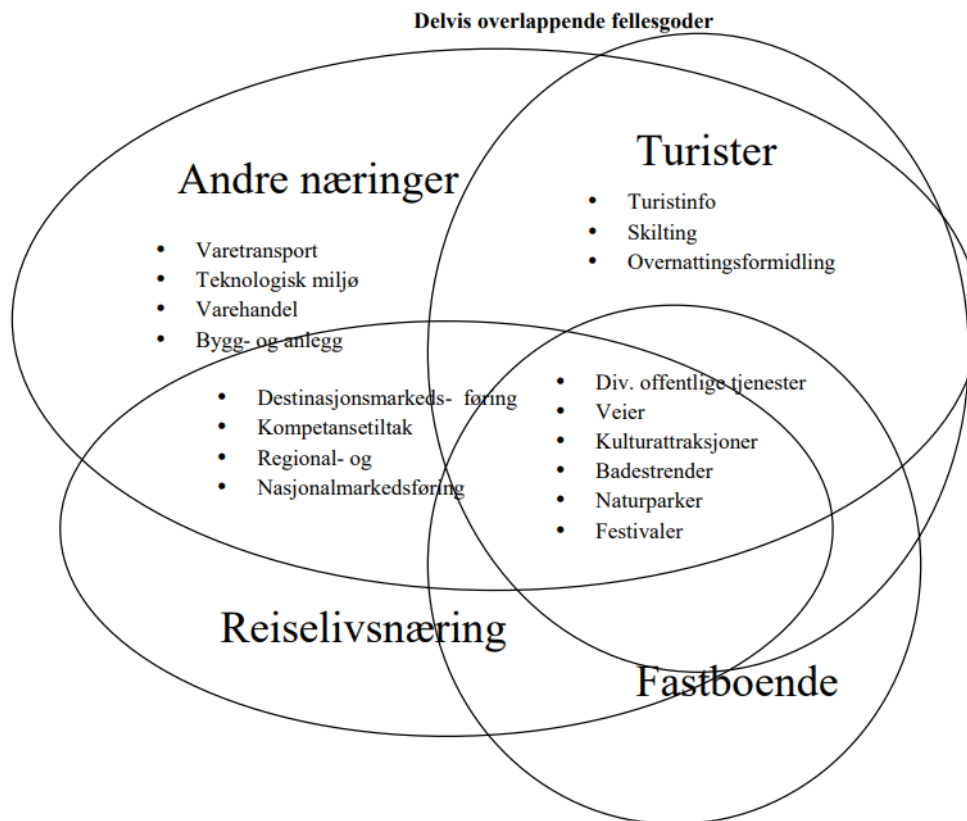 Delvis overlappende fellesgoder
Andre næringer
• Varetransport
• Teknologisk miljø
• Varehandel
• Bygg- og anlegg
Turister
• Turistinfo
• Skilting
• Overnattingsformidling
• Destinasjonsmarkeds- føring
• Kompetansetiltak
• Regional- og
• Nasjonalmarkedsføring
• Div. offentlige tjenester
• Veier
• Kulturattraksjoner
• Badestrender
• Naturparker
• Festivaler
Reiselivsnæring
Fastboende